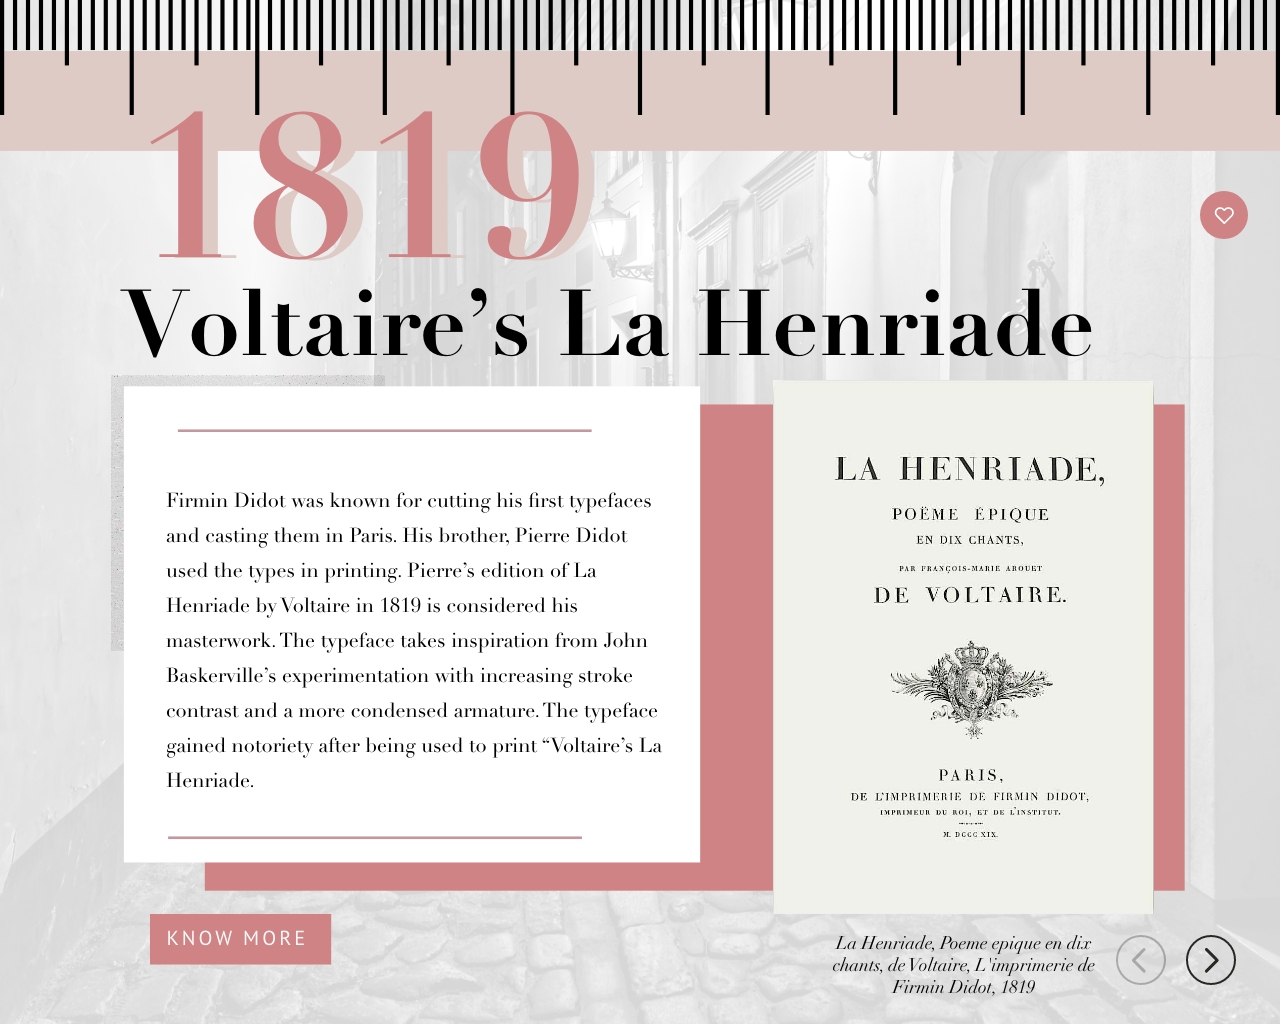 1819
Voltaire’s La Henriade
Firmin Didot was known for cutting his first typefaces
and casting them in Paris. His brother, Pierre Didot
used the types in printing. Pierre’s edition of La
Henriade by Voltaire in 1819 is considered his
masterwork. The typeface takes inspiration from John
Baskerville’s experimentation with increasing stroke
contrast and a more condensed armature. The typeface
gained notoriety after being used to print “Voltaire’s La
Henriade.
LA HENRIADE,
POËME ÉPIQUE
EN DIX CHANTS,
PAR FRANÇOIS-MARIE AROUET
DE VOLTAIRE.
PARIS,
DE L'IMPRIMERIE DE FIRMIN DIDOT,
IMPRIMEUR DU ROI, ET DE L'INSTITUT.
M. DCCC XIX.
KNOW MORE
La Henriade, Poeme epique en dix
chants, de Voltaire, L'imprimerie de
Firmin Didot, 1819